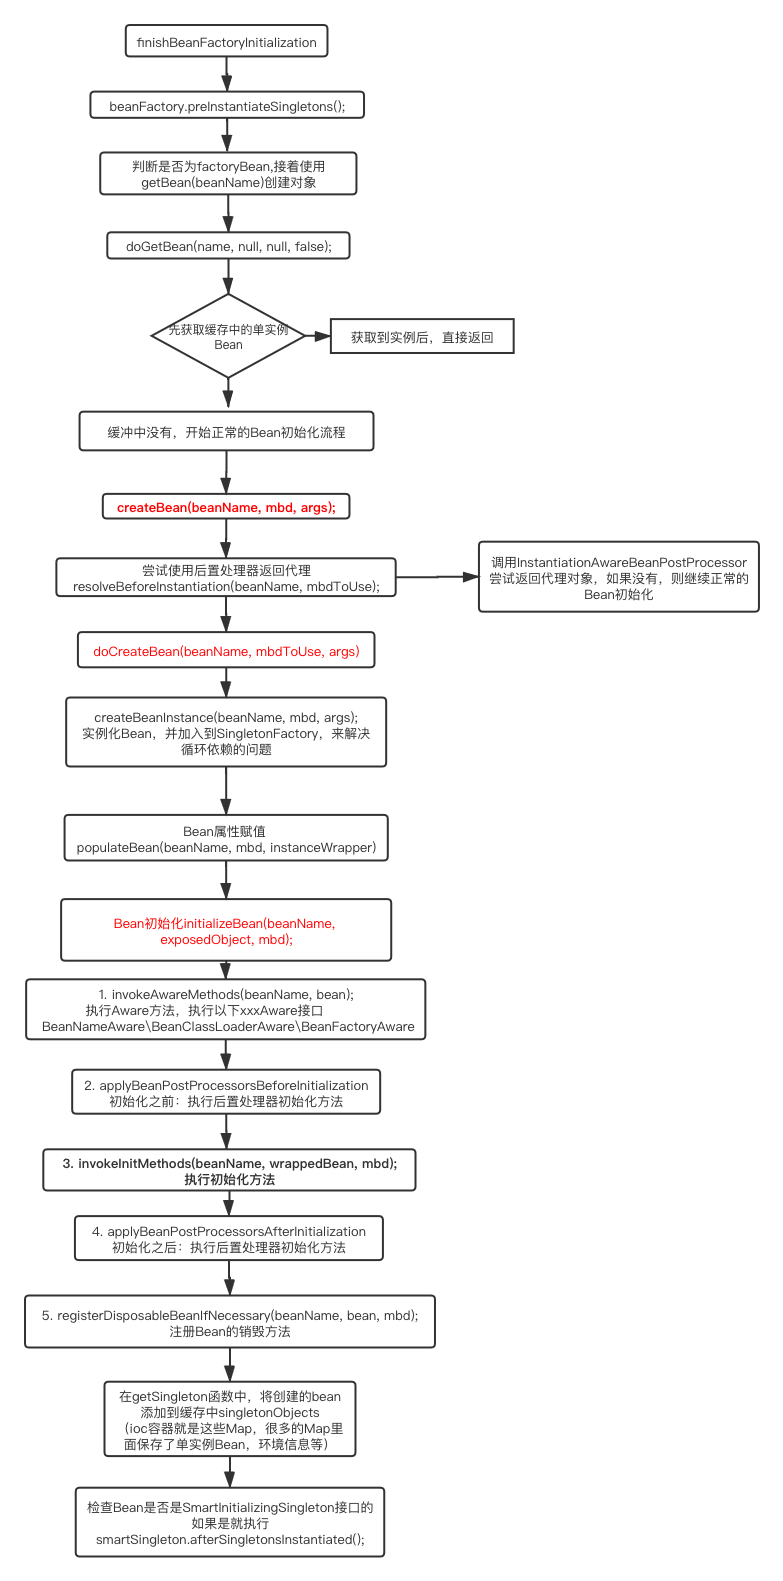 finishBeanFactoryInitialization
beanFactory.preInstantiateSingletons();
判断是否为factoryBean,接着使用
getBean(beanName)创建对象
doGetBean(name, null, null, false);
先获取缓存中的单实例
Bean
获取到实例后，直接返回
缓冲中没有，开始正常的Bean初始化流程
createBean(beanName, mbd, args);
尝试使用后置处理器返回代理
resolveBeforeInstantiation(beanName, mbdToUse);
调用InstantiationAwareBeanPostProcessor
尝试返回代理对象，如果没有，则继续正常的
Bean初始化
doCreateBean(beanName, mbdToUse, args)
createBeanInstance(beanName, mbd, args);
实例化Bean，并加入到SingletonFactory，来解决
循环依赖的问题
Bean属性赋值
populateBean(beanName, mbd, instanceWrapper)
Bean初始化initializeBean(beanName,
exposedObject, mbd);
1. invokeAwareMethods(beanName, bean);
执行Aware方法，执行以下xxxAware接口
BeanNameAware\BeanClassLoaderAware\BeanFactoryAware
2. applyBeanPostProcessorsBeforeInitialization
初始化之前：执行后置处理器初始化方法
3. invokeInitMethods(beanName, wrappedBean, mbd);
执行初始化方法
4. applyBeanPostProcessorsAfterInitialization
初始化之后：执行后置处理器初始化方法
5. registerDisposableBeanIfNecessary(beanName, bean, mbd);
注册Bean的销毁方法
在getSingleton函数中，将创建的bean
添加到缓存中singletonObjects
（ioc容器就是这些Map，很多的Map里
面保存了单实例Bean，环境信息等）
检查Bean是否是SmartInitializingSingleton接口的
如果是就执行
smartSingleton.afterSingletonsInstantiated();